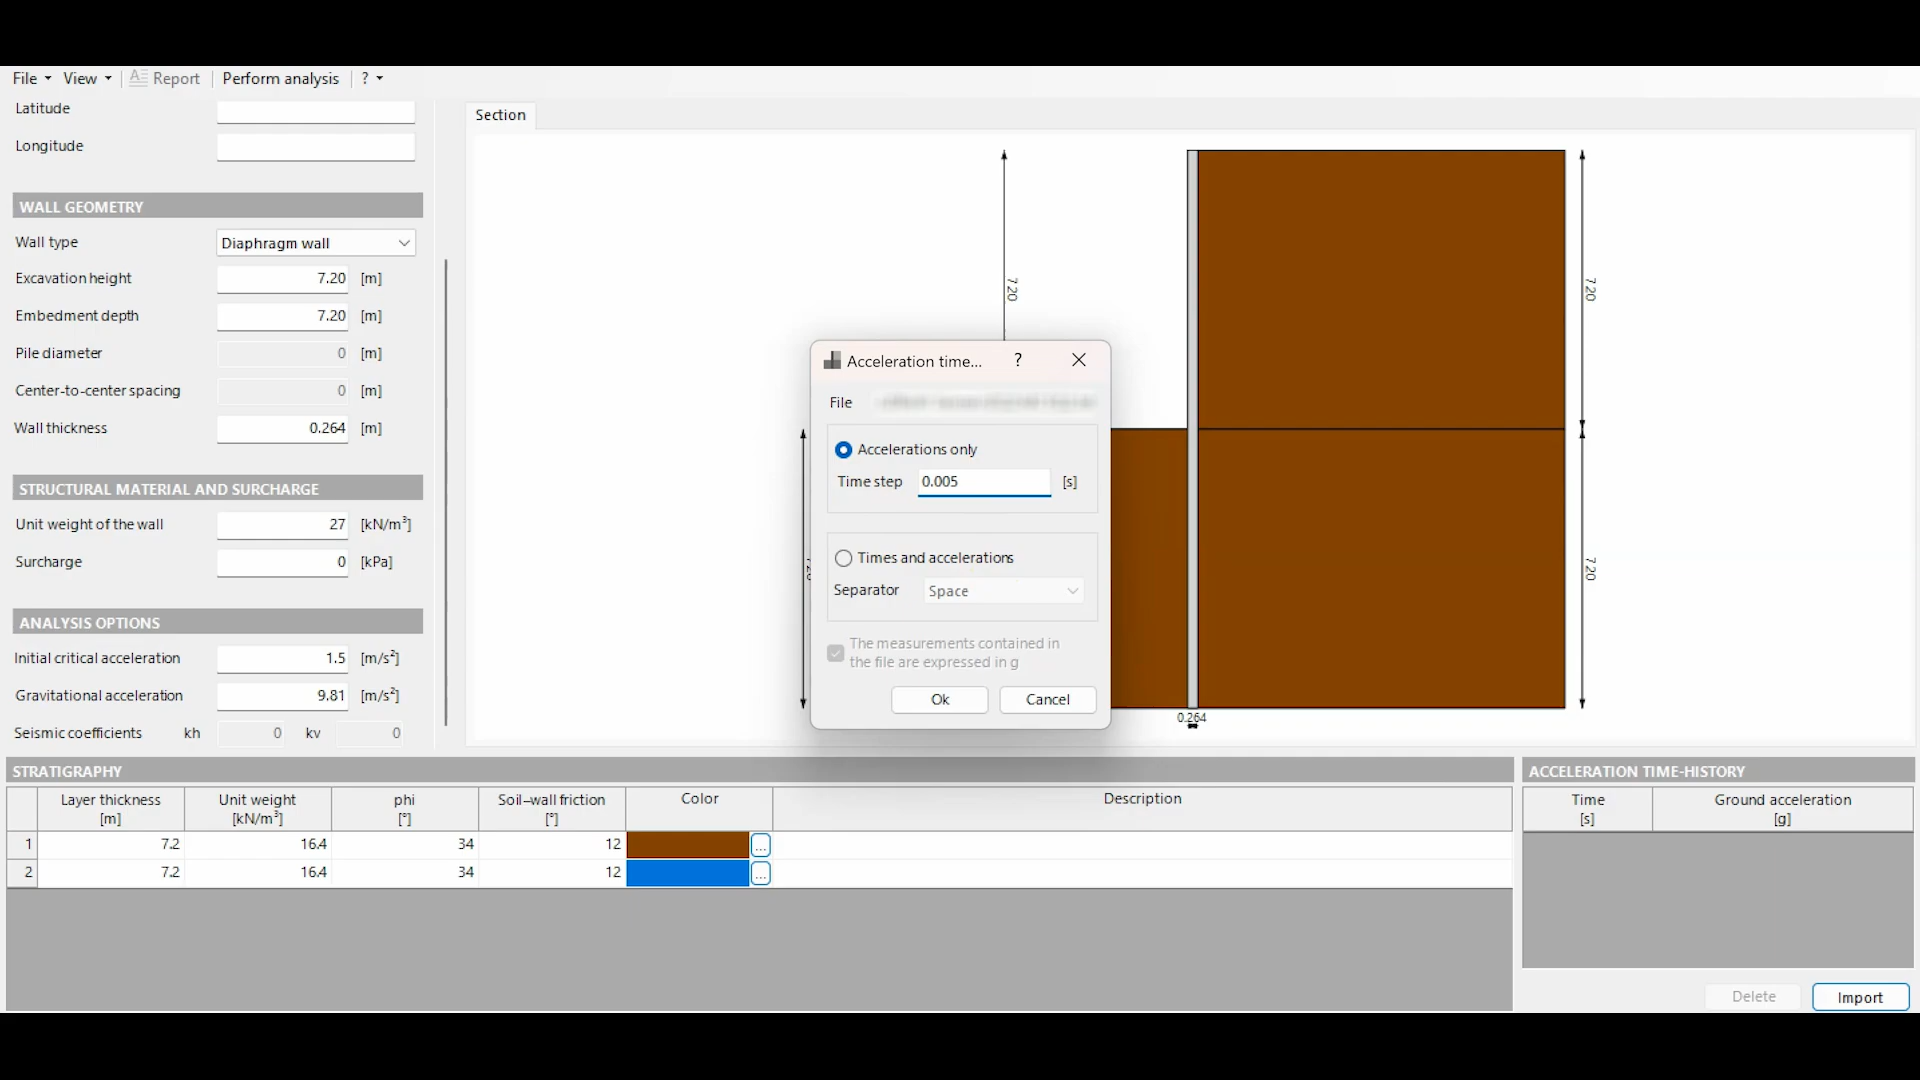 File View A Report Perform analysis ?
Latitude
Longitude
WALL GEOMETRY
Wall type Diaphragm wall
Excavation height 7.20 [m]
Embedment depth 7.20 [m]
Pile diameter 0 [m]
Center-to-center spacing 0 [m]
Wall thickness 0.264 [m]
STRUCTURAL MATERIAL AND SURCHARGE
Unit weight of the wall 27 [kN/m³]
Surcharge 0 [kPa]
ANALYSIS OPTIONS
Initial critical acceleration 1.5 [m/s²]
Gravitational acceleration 9.81 [m/s²]
Seismic coefficients kh 0 kv 0
Section
7.20
7.20
7.20
0.264
Acceleration time... ?
File
Accelerations only
Time step 0.005 [s]
Times and accelerations
Separator Space
The measurements contained in
the file are expressed in g
Ok Cancel
STRATIGRAPHY
Layer thickness Unit weight phi Soil–wall friction Color Description
[m] [kN/m³] [°] [°]
1 7.2 16.4 34 12 ...
2 7.2 16.4 34 12 ...
ACCELERATION TIME-HISTORY
Time Ground acceleration
[s] [g]
Delete Import